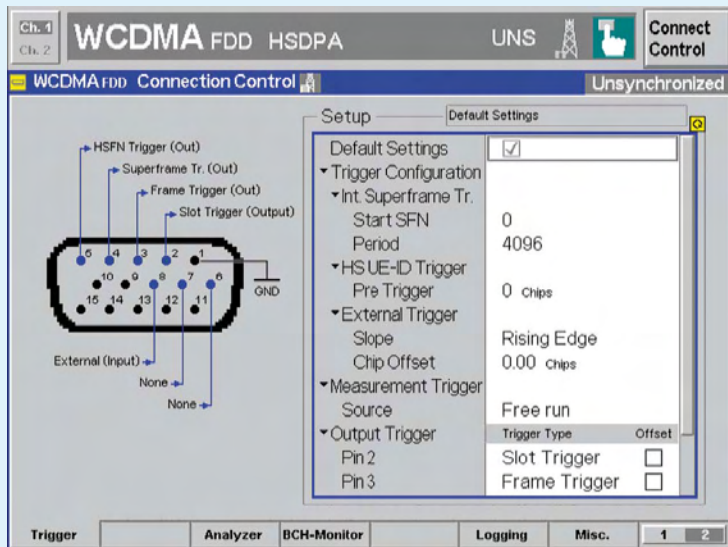 Ch. 1
Ch. 2
WCDMA FDD HSDPA
UNS
Connect
Control
WCDMA FDD Connection Control
Unsynchronized
HSFN Trigger (Out)
Superframe Tr. (Out)
Frame Trigger (Out)
Slot Trigger (Output)
5 4 3 2 1
10 9 8 7 6
15 14 13 12 11
GND
External (Input)
None
None
Setup
Default Settings
Default Settings
Trigger Configuration
Int. Superframe Tr.
Start SFN 0
Period 4096
HS UE-ID Trigger
Pre Trigger 0 Chips
External Trigger
Slope Rising Edge
Chip Offset 0.00 Chips
Measurement Trigger
Source Free run
Output Trigger Trigger Type Offset
Pin 2 Slot Trigger
Pin 3 Frame Trigger
Trigger Analyzer BCH-Monitor Logging Misc. 1 2